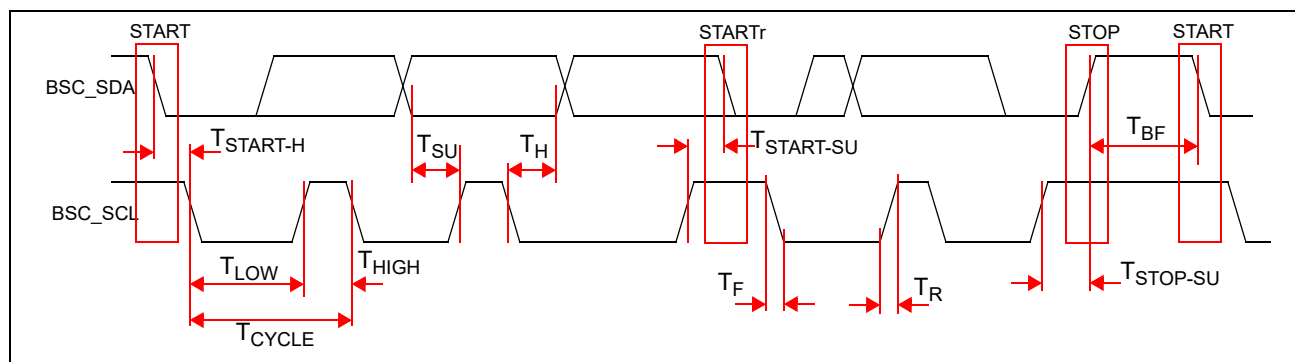 START STARTr STOP START
BSC_SDA
TSTART-H TSU TH TSTART-SU TBF
BSC_SCL
TLOW THIGH TF TR TSTOP-SU
TCYCLE